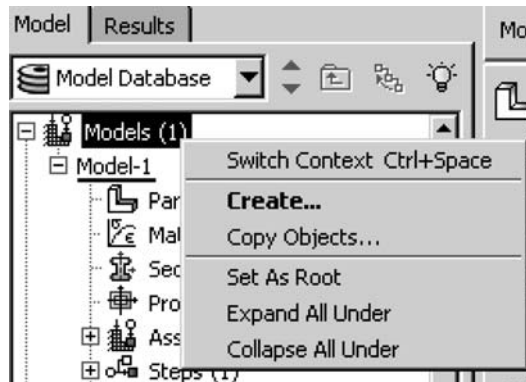 Model Results Mo
Model Database
Models (1)
Model-1
Switch Context Ctrl+Space
Par
Create...
Mat
Copy Objects...
Sec
Set As Root
Pro
Expand All Under
Ass
Collapse All Under
Steps (1)